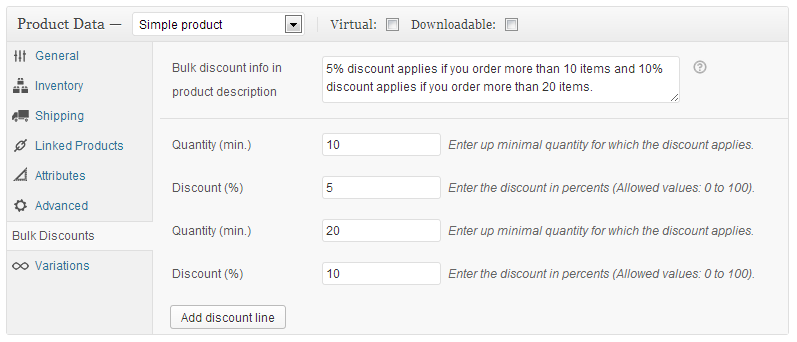 Product Data — Simple product Virtual: Downloadable:
General
Inventory
Shipping
Linked Products
Attributes
Advanced
Bulk Discounts
Variations
Bulk discount info in
product description
5% discount applies if you order more than 10 items and 10%
discount applies if you order more than 20 items.
?
Quantity (min.) 10 Enter up minimal quantity for which the discount applies.
Discount (%) 5 Enter the discount in percents (Allowed values: 0 to 100).
Quantity (min.) 20 Enter up minimal quantity for which the discount applies.
Discount (%) 10 Enter the discount in percents (Allowed values: 0 to 100).
Add discount line